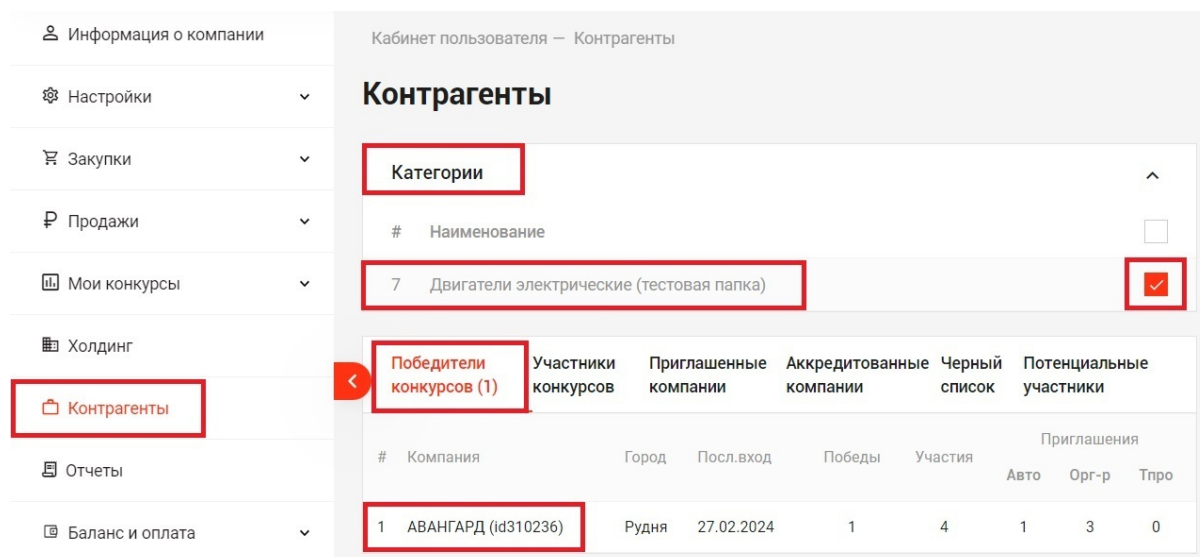 Информация о компании
Настройки
Закупки
Продажи
Мои конкурсы
Холдинг
Контрагенты
Отчеты
Баланс и оплата
Кабинет пользователя — Контрагенты
Контрагенты
Категории
# Наименование
7 Двигатели электрические (тестовая папка)
Победители Участники Приглашенные Аккредитованные Черный Потенциальные
конкурсов (1) конкурсов компании компании список участники
Приглашения
# Компания Город Посл.вход Победы Участия
Авто Орг-р Тпро
1 АВАНГАРД (id310236) Рудня 27.02.2024 1 4 1 3 0